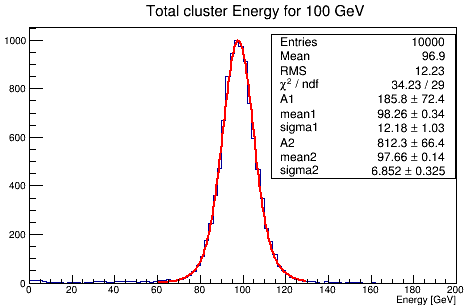 Total cluster Energy for 100 GeV
Entries 10000
Mean 96.9
RMS 12.23
χ² / ndf 34.23 / 29
A1 185.8 ± 72.4
mean1 98.26 ± 0.34
sigma1 12.18 ± 1.03
A2 812.3 ± 66.4
mean2 97.66 ± 0.14
sigma2 6.852 ± 0.325
1000
800
600
400
200
0
0 20 40 60 80 100 120 140 160 180 200
Energy [GeV]